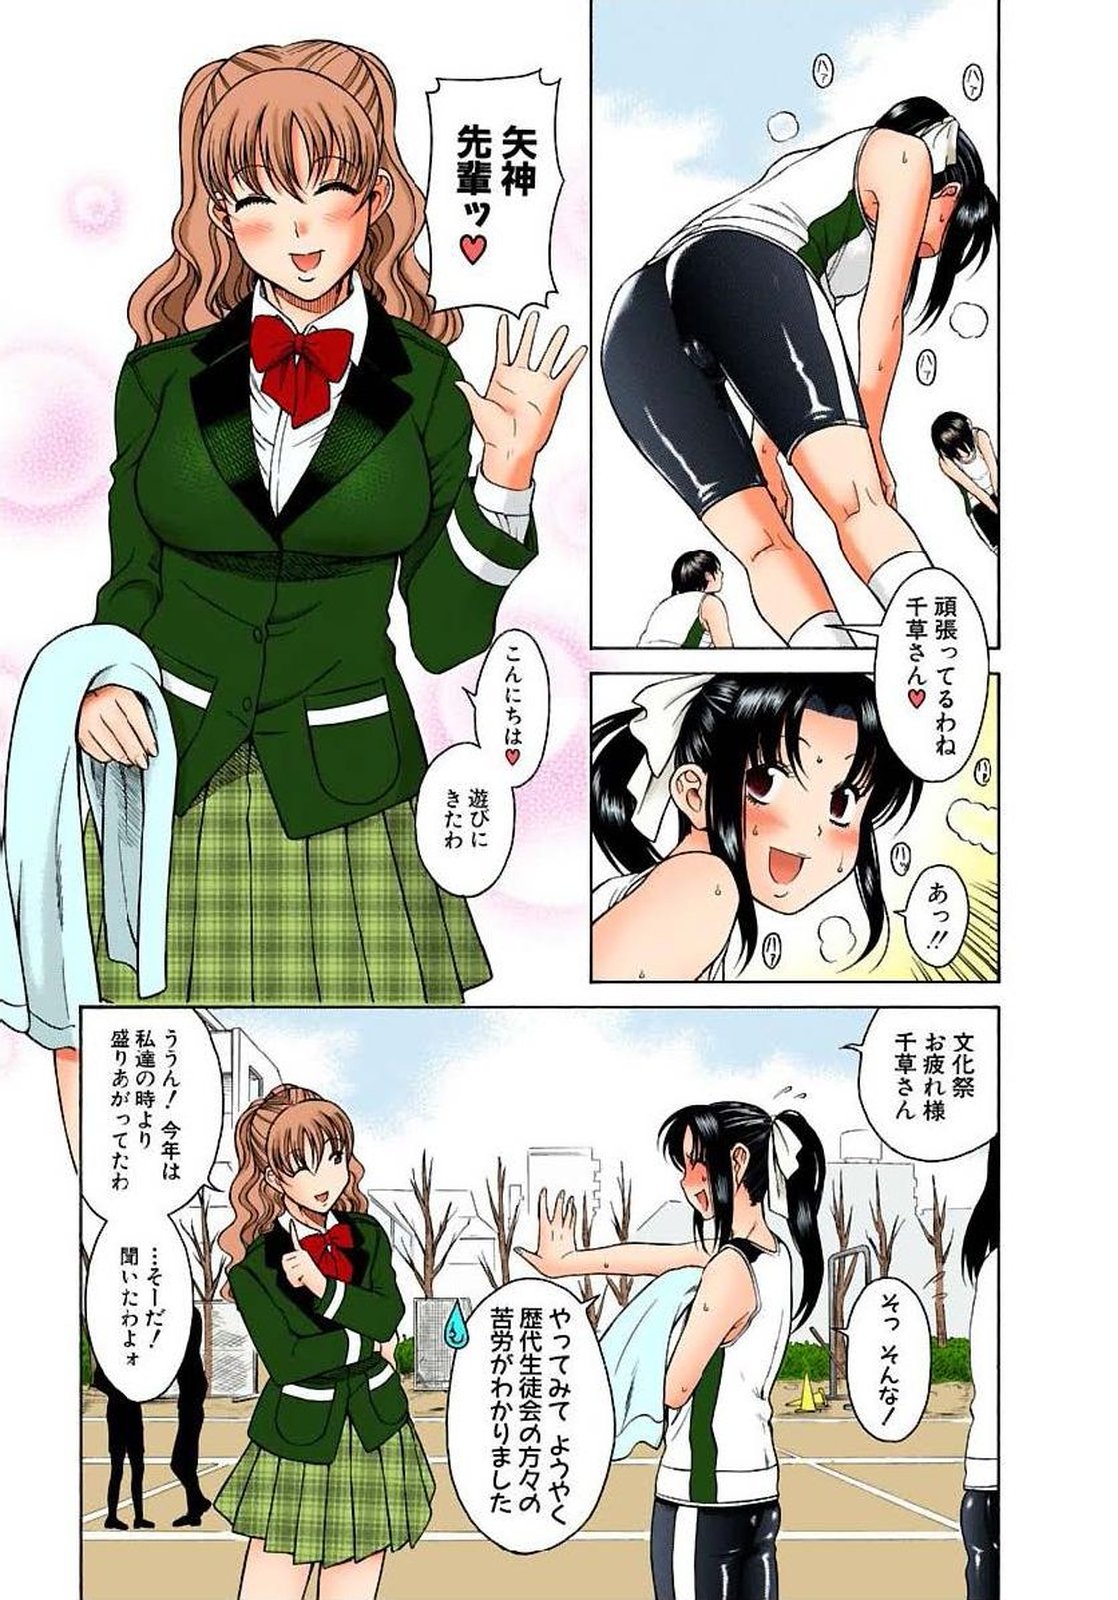 ハァ
ハァ
ハァ
頑張ってるわね
千草さん♥
ハァ
ハッ
あっ!!
ハァ
矢神
先輩ッ♥
こんにちは♥
遊びに
きたわ
文化祭
お疲れ様
千草さん
そっ そんな!
やってみて ようやく
歴代生徒会の方々の
苦労がわかりました
ううん! 今年は
私達の時より
盛りあがってたわ
…そーだ!
聞いたわよォ